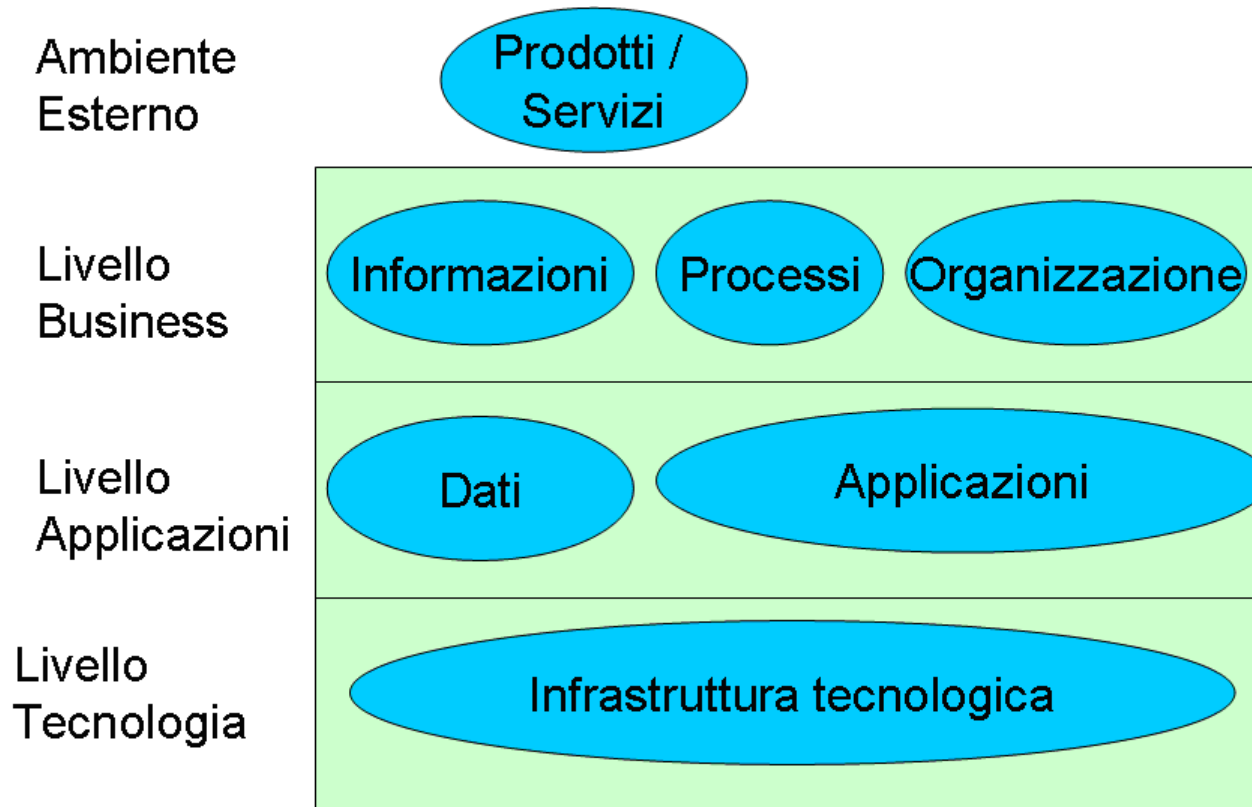 Ambiente
Esterno
Prodotti /
Servizi
Livello
Business
Informazioni
Processi
Organizzazione
Livello
Applicazioni
Dati
Applicazioni
Livello
Tecnologia
Infrastruttura tecnologica